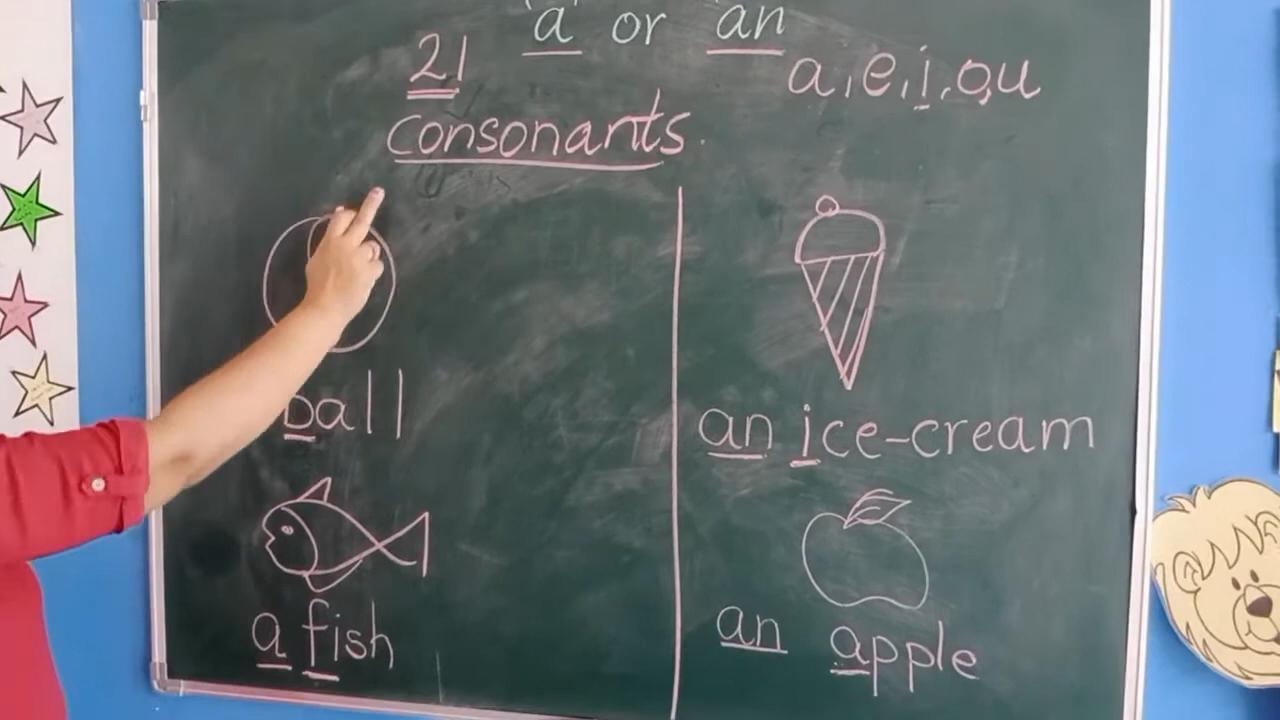 'a' or 'an
21
a,e,i,o,u
consonants.
ball
an ice-cream
a fish
an apple